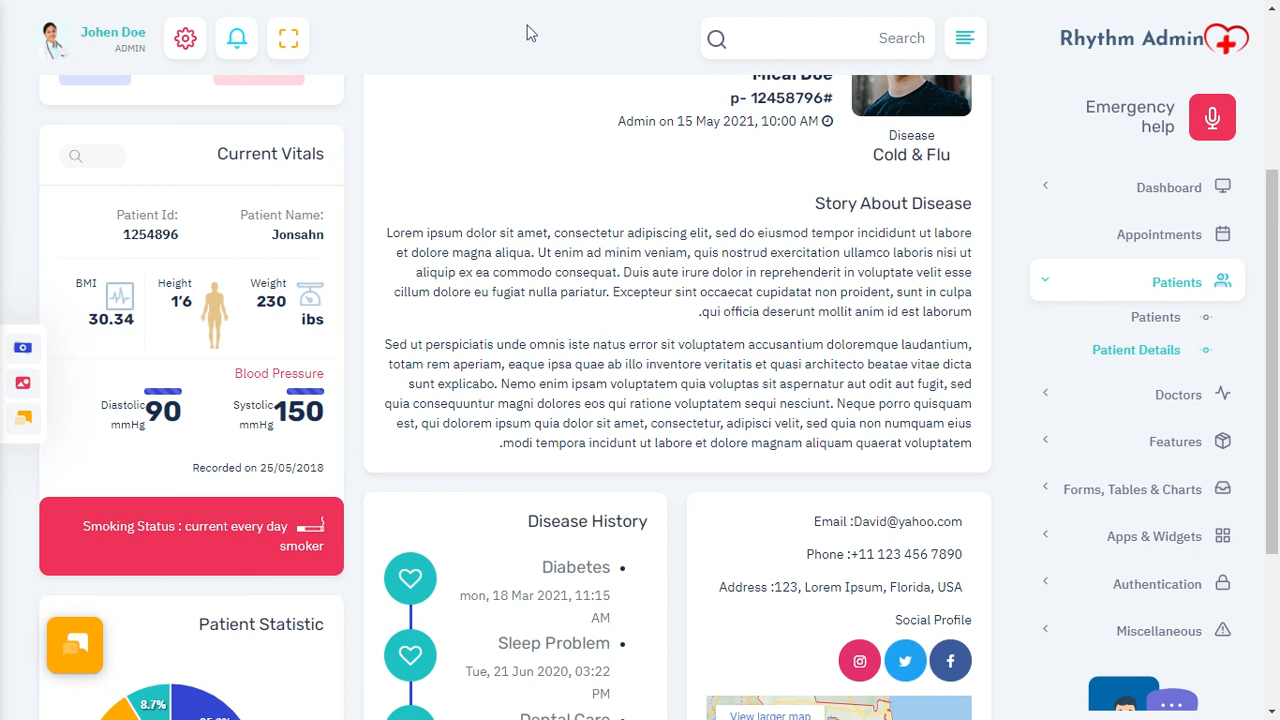 Johen Doe
ADMIN
Search
Rhythm Admin
Emergency
help
Dashboard
Appointments
Patients
Patients
Patient Details
Doctors
Features
Forms, Tables & Charts
Apps & Widgets
Authentication
Miscellaneous
Mical Doe
p- 12458796#
Admin on 15 May 2021, 10:00 AM
Disease
Cold & Flu
Story About Disease
Lorem ipsum dolor sit amet, consectetur adipiscing elit, sed do eiusmod tempor incididunt ut labore
et dolore magna aliqua. Ut enim ad minim veniam, quis nostrud exercitation ullamco laboris nisi ut
aliquip ex ea commodo consequat. Duis aute irure dolor in reprehenderit in voluptate velit esse
cillum dolore eu fugiat nulla pariatur. Excepteur sint occaecat cupidatat non proident, sunt in culpa
.qui officia deserunt mollit anim id est laborum
Sed ut perspiciatis unde omnis iste natus error sit voluptatem accusantium doloremque laudantium,
totam rem aperiam, eaque ipsa quae ab illo inventore veritatis et quasi architecto beatae vitae dicta
sunt explicabo. Nemo enim ipsam voluptatem quia voluptas sit aspernatur aut odit aut fugit, sed
quia consequuntur magni dolores eos qui ratione voluptatem sequi nesciunt. Neque porro quisquam
est, qui dolorem ipsum quia dolor sit amet, consectetur, adipisci velit, sed quia non numquam eius
.modi tempora incidunt ut labore et dolore magnam aliquam quaerat voluptatem
Current Vitals
Patient Id:
1254896
Patient Name:
Jonsahn
BMI
30.34
Height
1'6
Weight
230
ibs
Blood Pressure
Diastolic
mmHg
90
Systolic
mmHg
150
Recorded on 25/05/2018
Smoking Status : current every day
smoker
Patient Statistic
8.7%
Disease History
Diabetes
mon, 18 Mar 2021, 11:15
AM
Sleep Problem
Tue, 21 Jun 2020, 03:22
PM
Dental Care
Email :David@yahoo.com
Phone :+11 123 456 7890
Address :123, Lorem Ipsum, Florida, USA
Social Profile
View larger map